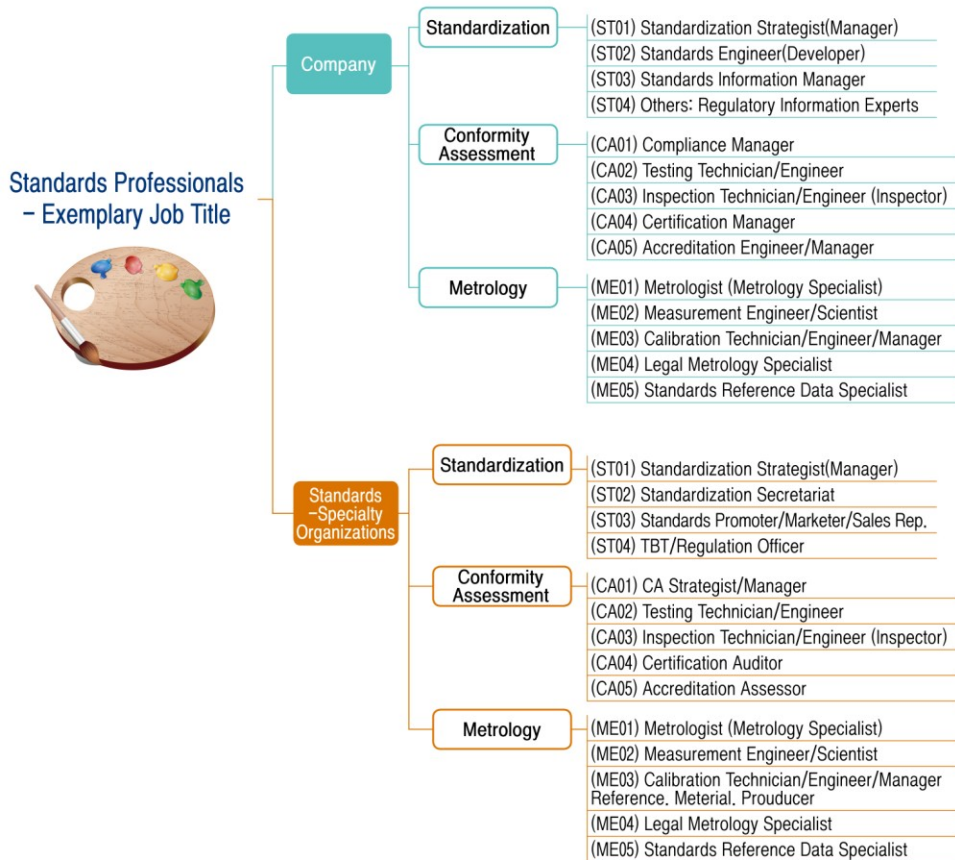 Standards Professionals
– Exemplary Job Title
Company
Standardization
(ST01) Standardization Strategist(Manager)
(ST02) Standards Engineer(Developer)
(ST03) Standards Information Manager
(ST04) Others: Regulatory Information Experts
Conformity
Assessment
(CA01) Compliance Manager
(CA02) Testing Technician/Engineer
(CA03) Inspection Technician/Engineer (Inspector)
(CA04) Certification Manager
(CA05) Accreditation Engineer/Manager
Metrology
(ME01) Metrologist (Metrology Specialist)
(ME02) Measurement Engineer/Scientist
(ME03) Calibration Technician/Engineer/Manager
(ME04) Legal Metrology Specialist
(ME05) Standards Reference Data Specialist
Standards
–Specialty
Organizations
Standardization
(ST01) Standardization Strategist(Manager)
(ST02) Standardization Secretariat
(ST03) Standards Promoter/Marketer/Sales Rep.
(ST04) TBT/Regulation Officer
Conformity
Assessment
(CA01) CA Strategist/Manager
(CA02) Testing Technician/Engineer
(CA03) Inspection Technician/Engineer (Inspector)
(CA04) Certification Auditor
(CA05) Accreditation Assessor
Metrology
(ME01) Metrologist (Metrology Specialist)
(ME02) Measurement Engineer/Scientist
(ME03) Calibration Technician/Engineer/Manager
Reference. Meterial. Prouducer
(ME04) Legal Metrology Specialist
(ME05) Standards Reference Data Specialist